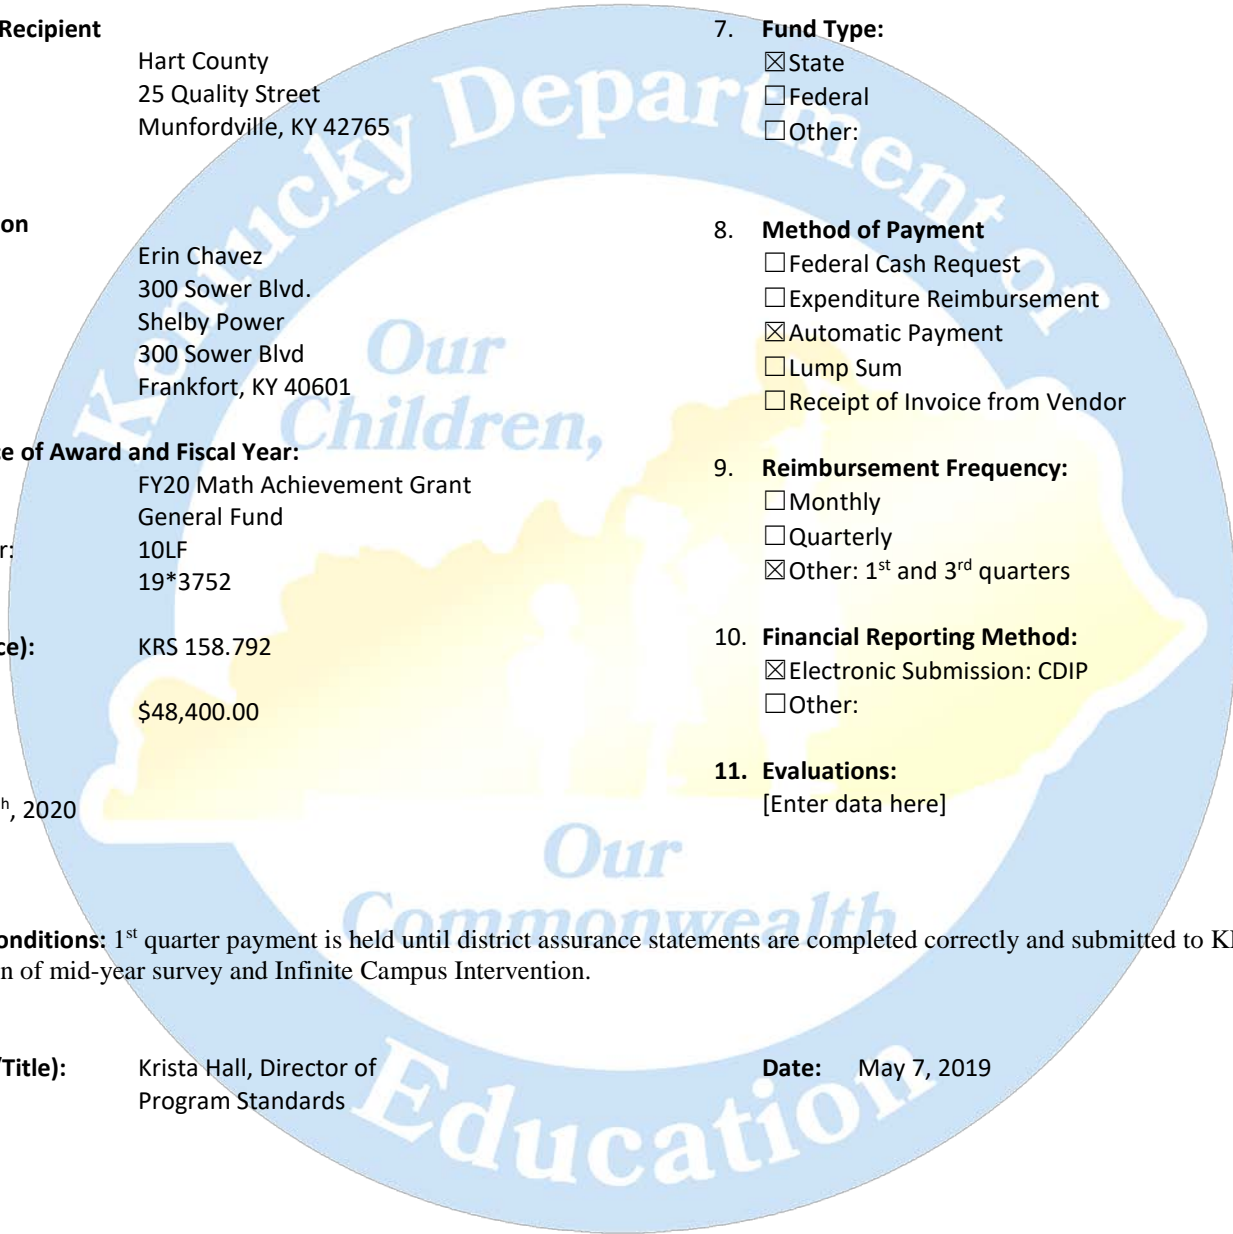 Recipient
Hart County
25 Quality Street
Munfordville, KY 42765
on
Erin Chavez
300 Sower Blvd.
Shelby Power
300 Sower Blvd
Frankfort, KY 40601
e of Award and Fiscal Year:
FY20 Math Achievement Grant
General Fund
r: 10LF
19*3752
ce): KRS 158.792
$48,400.00
h, 2020
7. Fund Type:
☒State
☐Federal
☐Other:
8. Method of Payment
☐Federal Cash Request
☐Expenditure Reimbursement
☒Automatic Payment
☐Lump Sum
☐Receipt of Invoice from Vendor
9. Reimbursement Frequency:
☐Monthly
☐Quarterly
☒Other: 1st and 3rd quarters
10. Financial Reporting Method:
☒Electronic Submission: CDIP
☐Other:
11. Evaluations:
[Enter data here]
onditions: 1st quarter payment is held until district assurance statements are completed correctly and submitted to K
n of mid-year survey and Infinite Campus Intervention.
/Title): Krista Hall, Director of
Program Standards
Date: May 7, 2019
Kentucky Department of
Education
Our
Children,
Our
Commonwealth